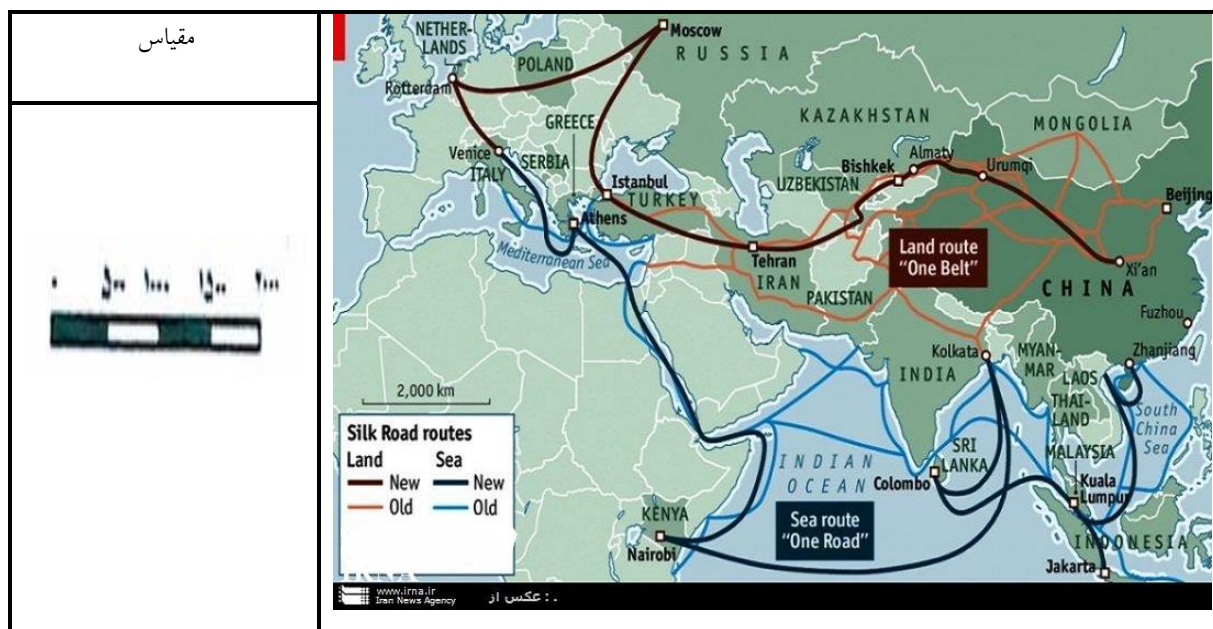 مقیاس
۰ ۵۰۰ ۱۰۰۰ ۱۵۰۰ ۲۰۰۰
NETHER-
LANDS
Moscow
RUSSIA
POLAND
Rotterdam
KAZAKHSTAN
GREECE
MONGOLIA
Venice
ITALY
SERBIA
Bishkek
Almaty
Urumqi
UZBEKISTAN
Istanbul
TURKEY
Beijing
Athens
Mediterranean Sea
Tehran
IRAN
Land route
"One Belt"
Xi'an
CHINA
PAKISTAN
Fuzhou
Kolkata
MYAN-
MAR
Zhanjiang
INDIA
LAOS
THAI-
LAND
South
China
Sea
2,000 km
Silk Road routes
Land Sea
New New
Old Old
INDIAN
OCEAN
SRI
LANKA
Colombo
MALAYSIA
Kuala
Lumpur
KENYA
Nairobi
Sea route
"One Road"
INDONESIA
Jakarta
IRNA
www.irna.ir
Iran News Agency
عکس از : .